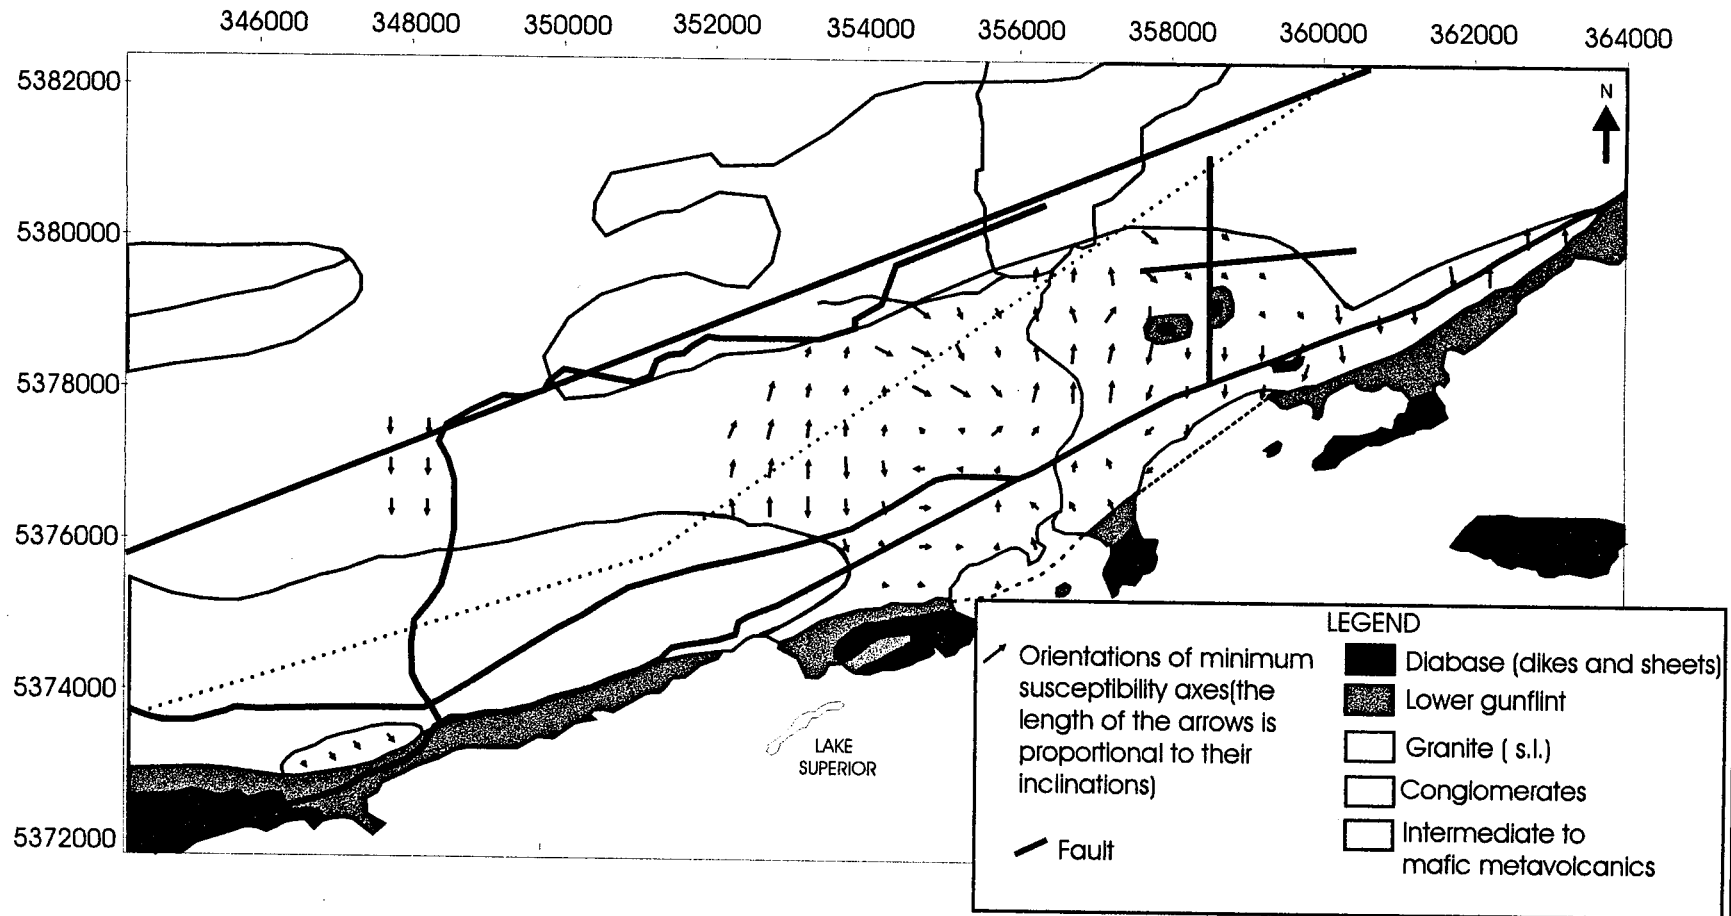 346000 348000 350000 352000 354000 356000 358000 360000 362000 364000
5382000
N
5380000
5378000
5376000
5374000
5372000
LAKE
SUPERIOR
LEGEND
Orientations of minimum
susceptibility axes(the
length of the arrows is
proportional to their
inclinations)
Fault
Diabase (dikes and sheets)
Lower gunflint
Granite ( s.l.)
Conglomerates
Intermediate to
mafic metavolcanics